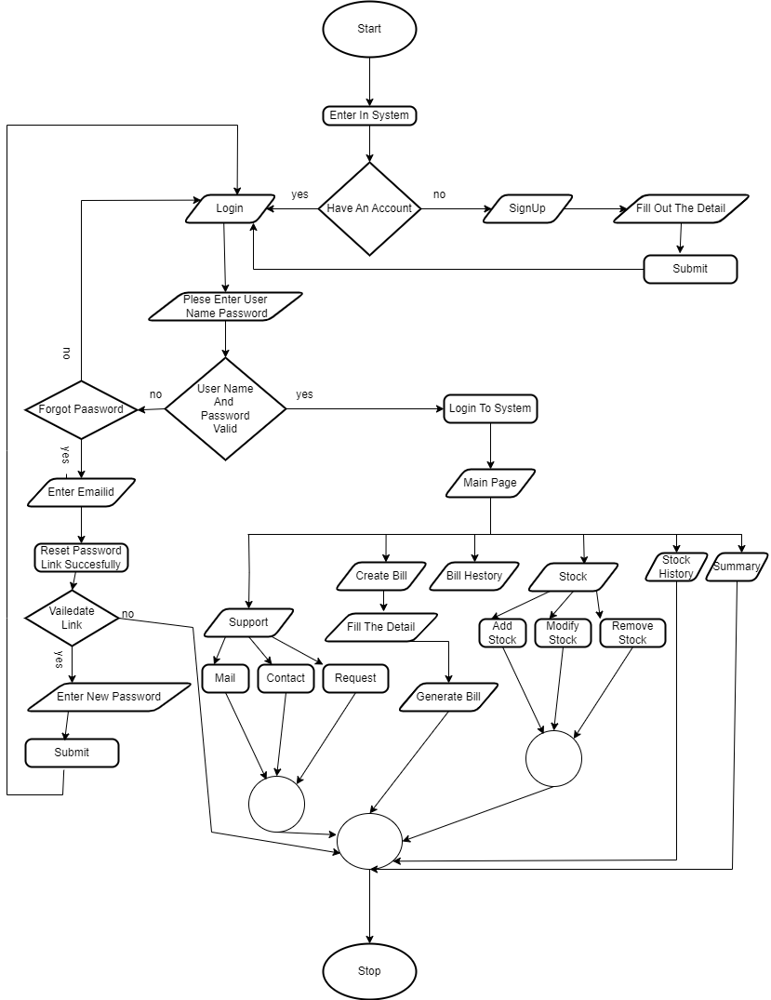 Start
Enter In System
yes
no
Login
Have An Account
SignUp
Fill Out The Detail
Submit
Plese Enter User
Name Password
no
no
yes
User Name
And
Password
Valid
Forgot Paasword
Login To System
yes
Enter Emailid
Main Page
Reset Password
Link Succesfully
Create Bill
Bill Hestory
Stock
Stock
History
Summary
Vailedate
Link
no
Support
Fill The Detail
Add
Stock
Modify
Stock
Remove
Stock
yes
Mail
Contact
Request
Enter New Password
Generate Bill
Submit
Stop